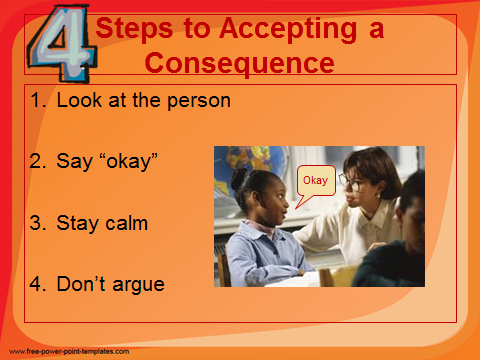 4 Steps to Accepting a
Consequence
1. Look at the person
2. Say “okay”
Okay
3. Stay calm
4. Don’t argue
www.free-power-point-templates.com